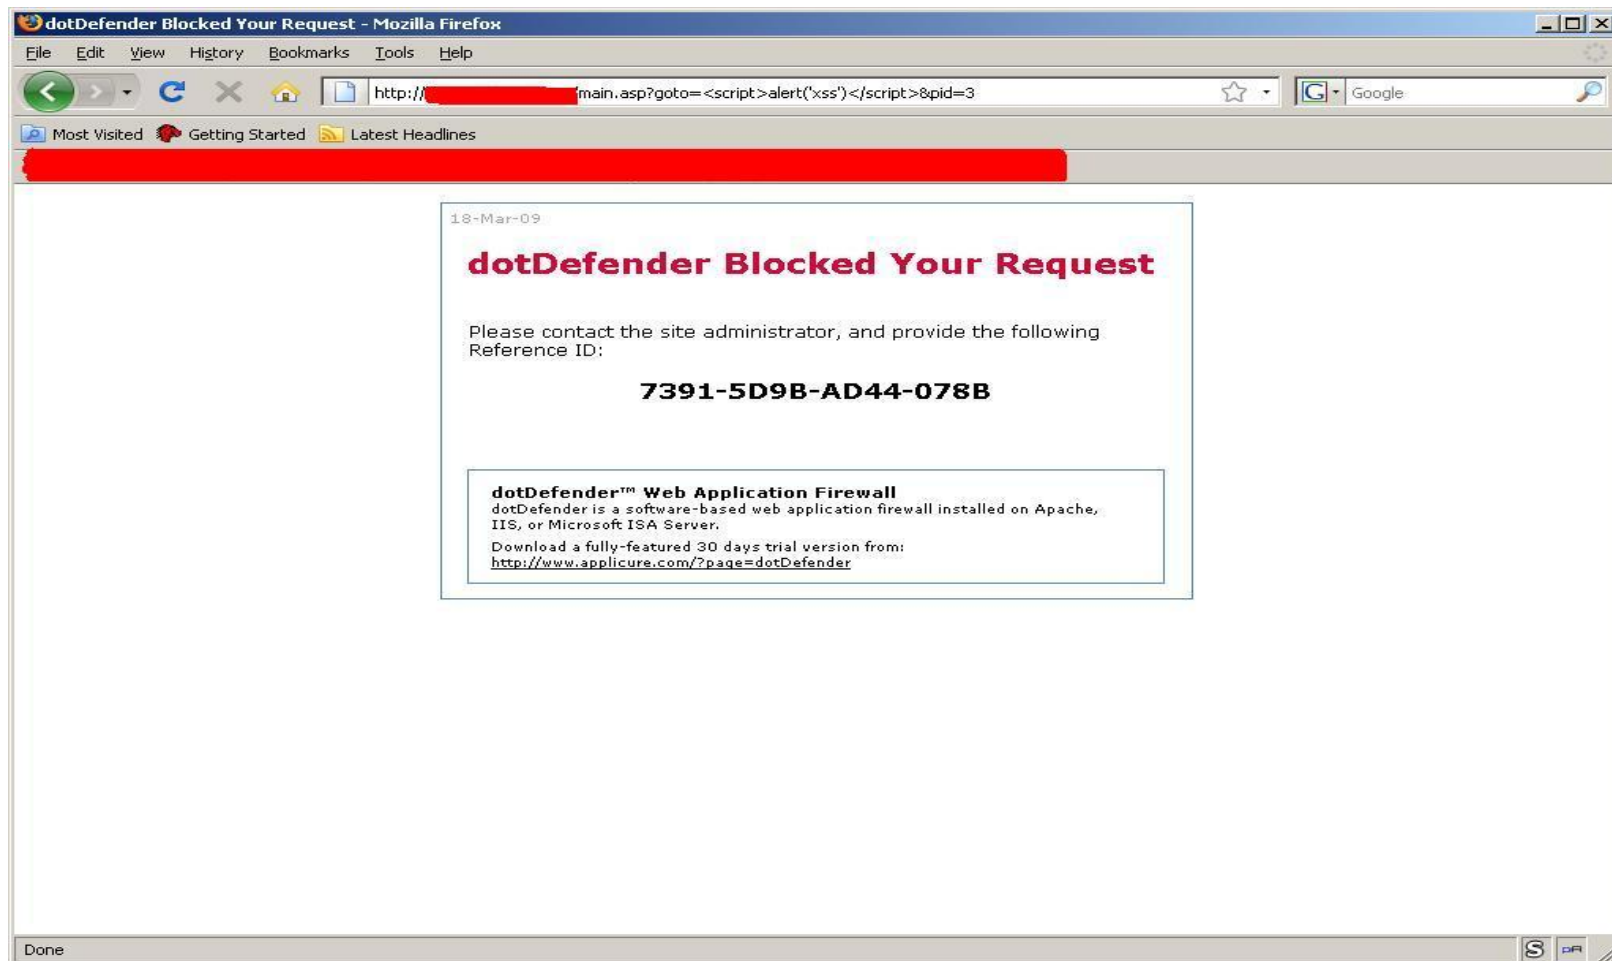 dotDefender Blocked Your Request - Mozilla Firefox
File Edit View History Bookmarks Tools Help
http:// /main.asp?goto=<script>alert('xss')</script>&pid=3
G Google
Most Visited Getting Started Latest Headlines
18-Mar-09
dotDefender Blocked Your Request
Please contact the site administrator, and provide the following
Reference ID:
7391-5D9B-AD44-078B
dotDefender™ Web Application Firewall
dotDefender is a software-based web application firewall installed on Apache,
IIS, or Microsoft ISA Server.
Download a fully-featured 30 days trial version from:
http://www.applicure.com/?page=dotDefender
Done
S